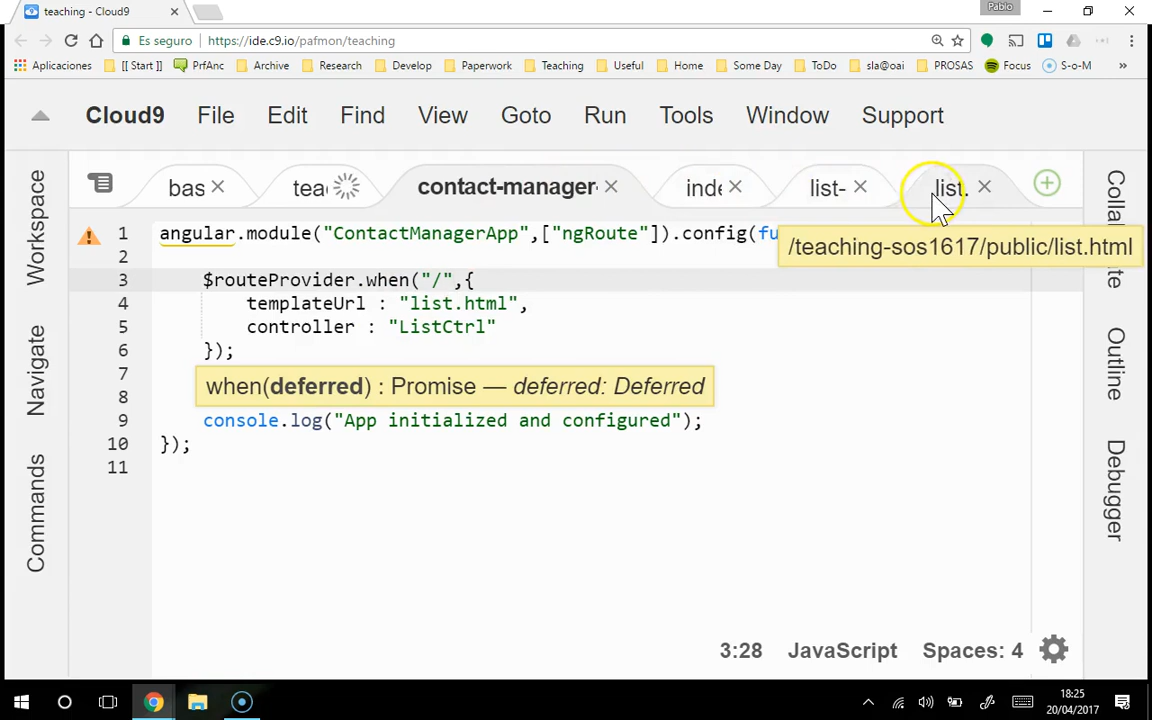 teaching - Cloud9
Pablo
Es seguro
https://ide.c9.io/pafmon/teaching
Aplicaciones
[[ Start ]]
PrfAnc
Archive
Research
Develop
Paperwork
Teaching
Useful
Home
Some Day
ToDo
sla@oai
PROSAS
Focus
S-o-M
»
Cloud9 File Edit Find View Goto Run Tools Window Support
bas
tea
contact-manager-
inde
list-
list.
/teaching-sos1617/public/list.html
Workspace
Navigate
Commands
1 angular.module("ContactManagerApp",["ngRoute"]).config(fu
2
3 $routeProvider.when("/",{
4 templateUrl : "list.html",
5 controller : "ListCtrl"
6 });
7
when(deferred) : Promise — deferred: Deferred
8
9 console.log("App initialized and configured");
10 });
11
Outline
Debugger
3:28 JavaScript Spaces: 4
18:25
20/04/2017